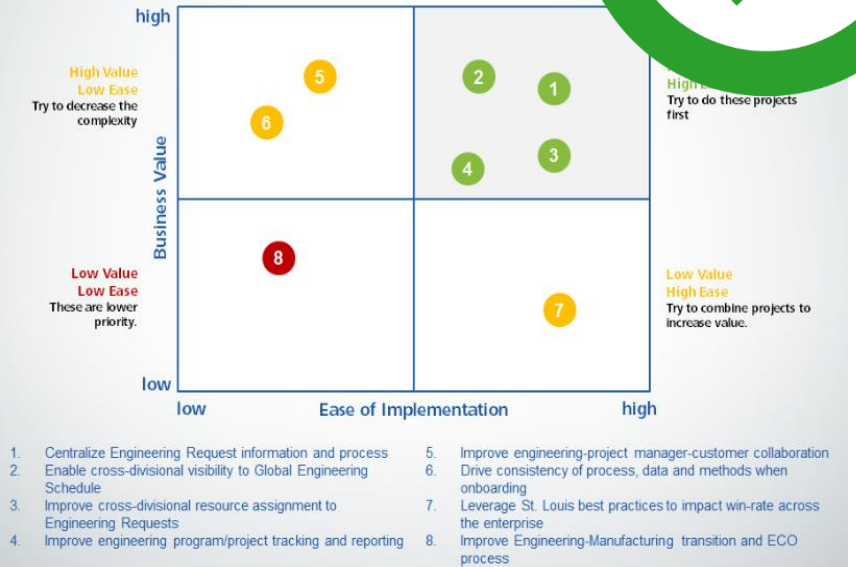 high
High Value
Low Ease
Try to decrease the
complexity
5
6
2
1
3
4
High
Try to do these projects
first
Business Value
8
7
Low Value
Low Ease
These are lower
priority.
Low Value
High Ease
Try to combine projects to
increase value.
low
low
Ease of Implementation
high
1. Centralize Engineering Request information and process
2. Enable cross-divisional visibility to Global Engineering
Schedule
3. Improve cross-divisional resource assignment to
Engineering Requests
4. Improve engineering program/project tracking and reporting
5. Improve engineering-project manager-customer collaboration
6. Drive consistency of process, data and methods when
onboarding
7. Leverage St. Louis best practices to impact win-rate across
the enterprise
8. Improve Engineering-Manufacturing transition and ECO
process